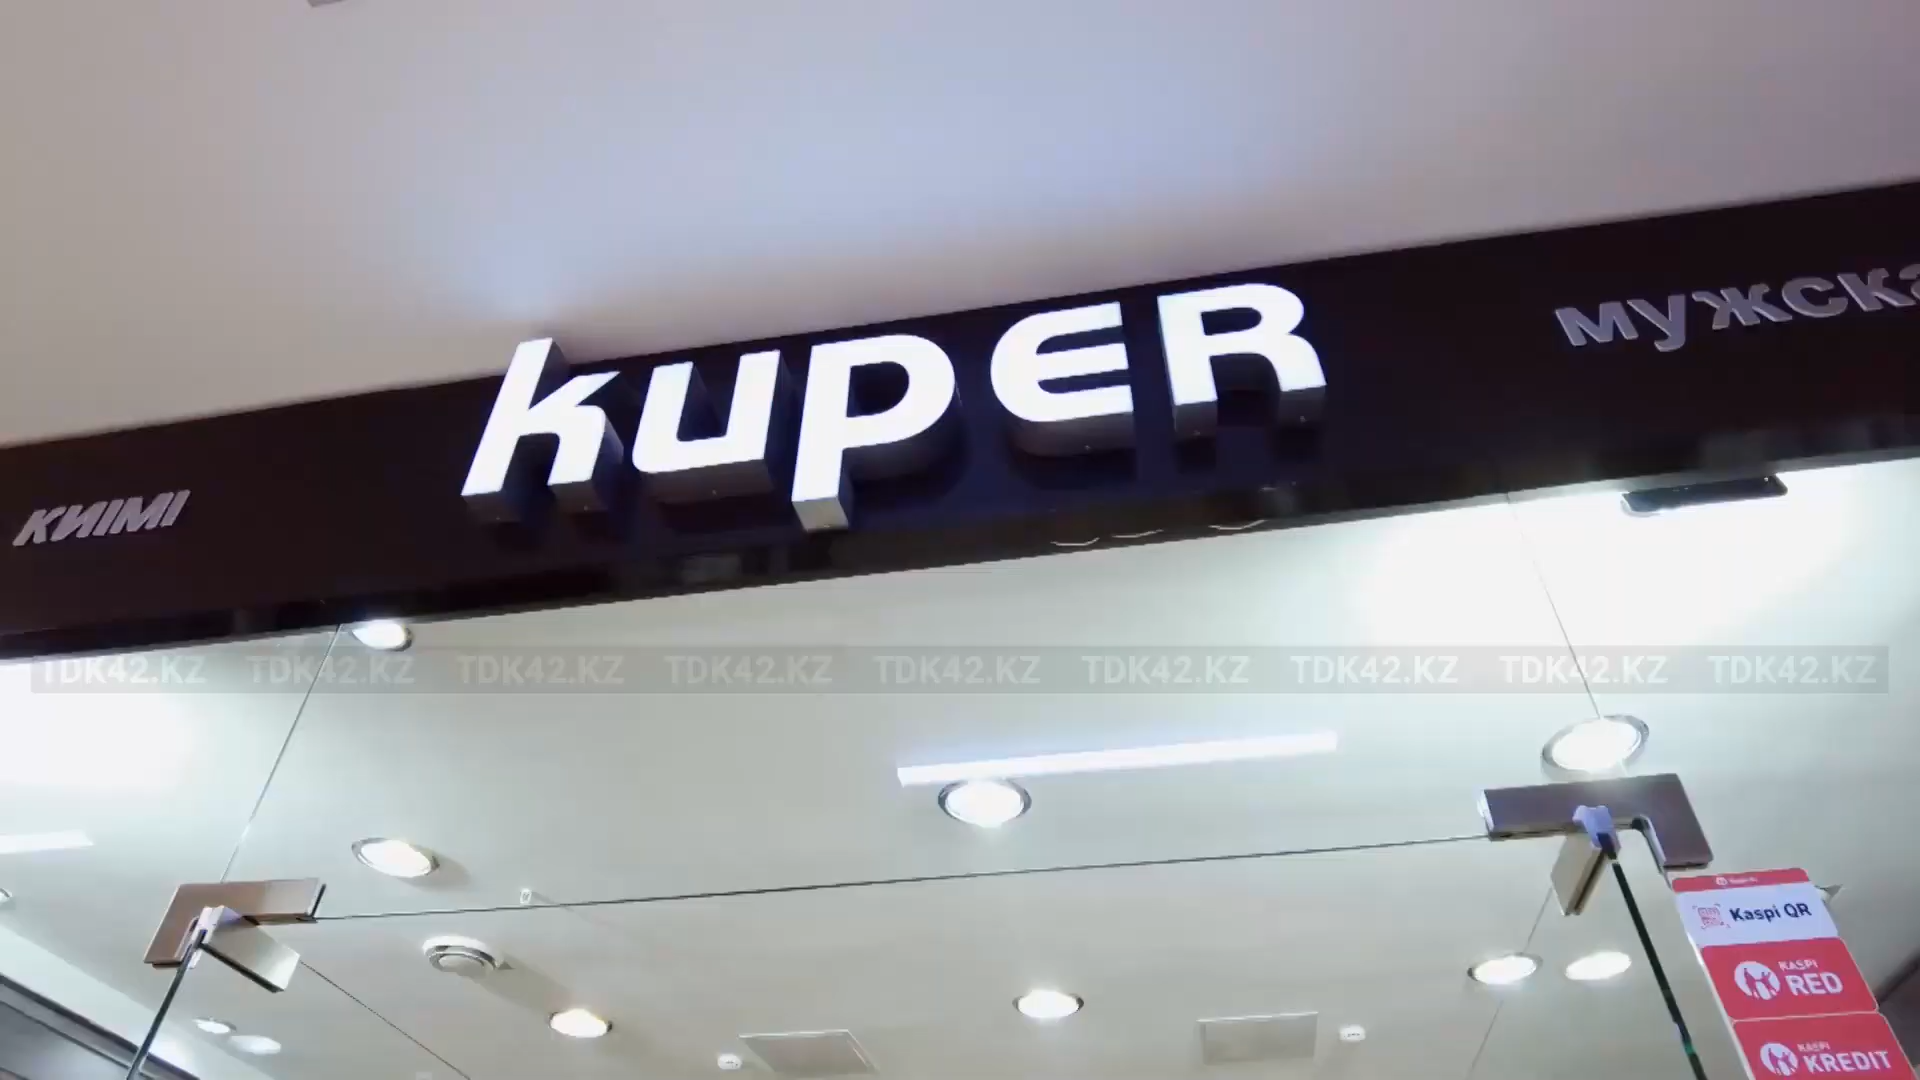 kupER
мужска
киімі
TDK42.KZ TDK42.KZ TDK42.KZ TDK42.KZ TDK42.KZ TDK42.KZ TDK42.KZ TDK42.KZ TDK42.KZ
Kaspi QR
KASPI
RED
KASPI
KREDIT